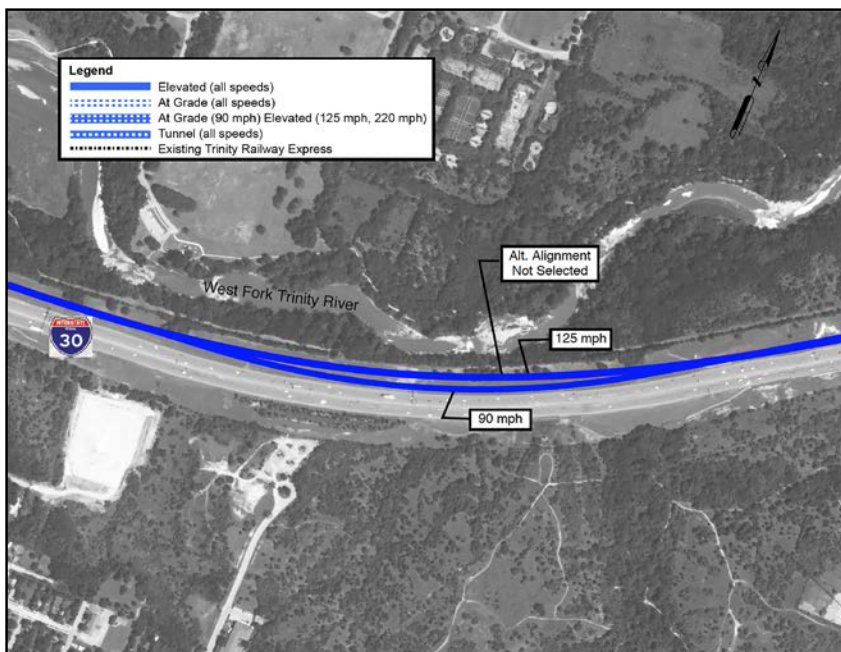 Legend
Elevated (all speeds)
At Grade (all speeds)
At Grade (90 mph) Elevated (125 mph, 220 mph)
Tunnel (all speeds)
Existing Trinity Railway Express
Alt. Alignment
Not Selected
West Fork Trinity River
INTERSTATE
30
125 mph
90 mph